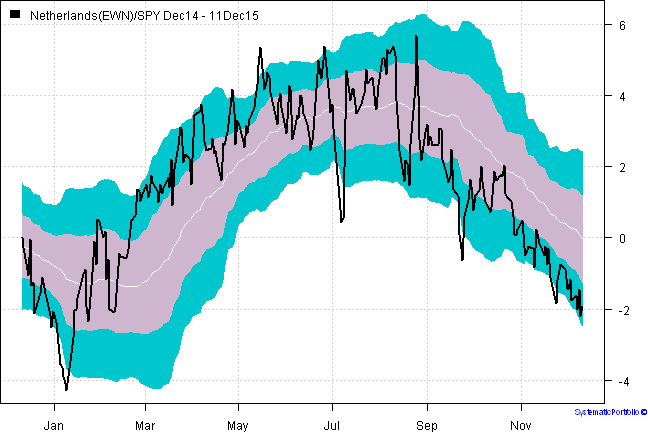 Netherlands(EWN)/SPY Dec14 - 11Dec15
6
4
2
0
-2
-4
Jan Mar May Jul Sep Nov
SystematicPortfolio ©